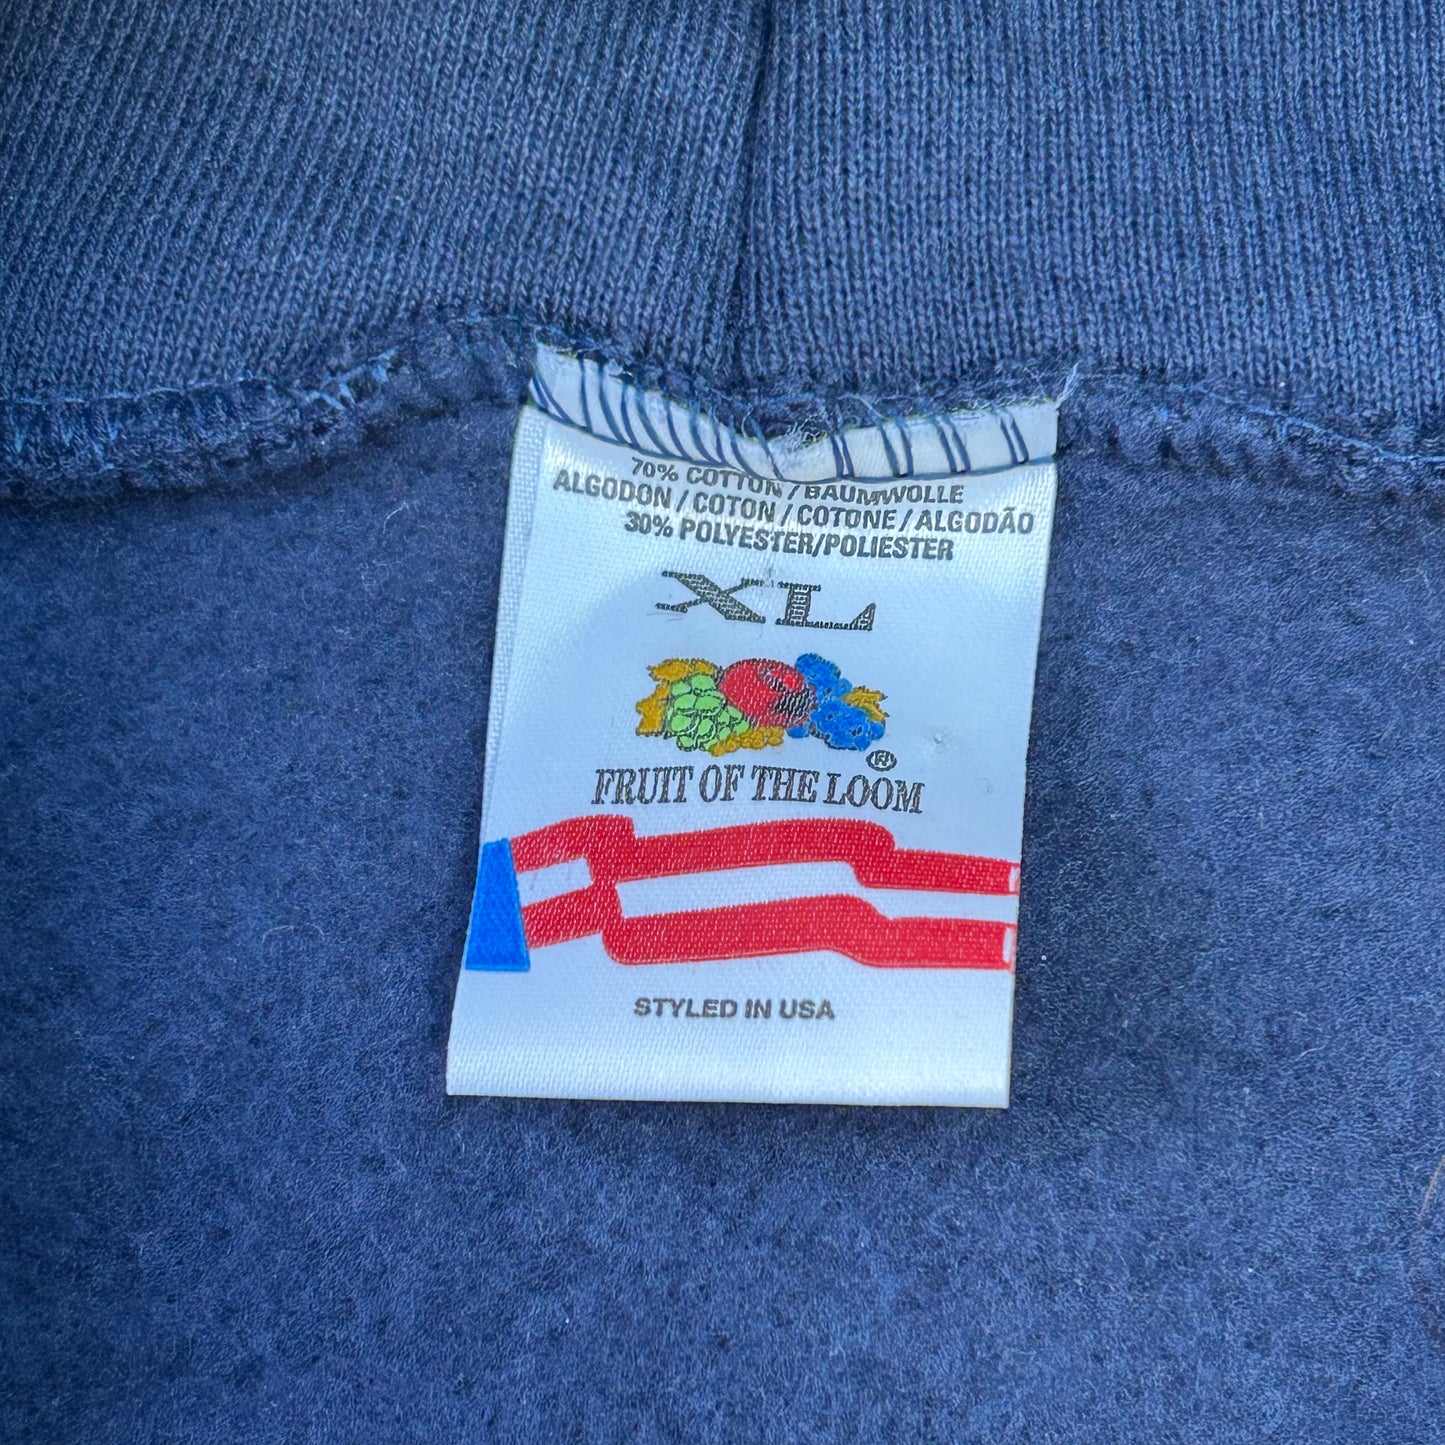 70% COTTON / BAUMWOLLE
ALGODON / COTON / COTONE / ALGODÃO
30% POLYESTER/POLIESTER
XL
®
FRUIT OF THE LOOM
STYLED IN USA